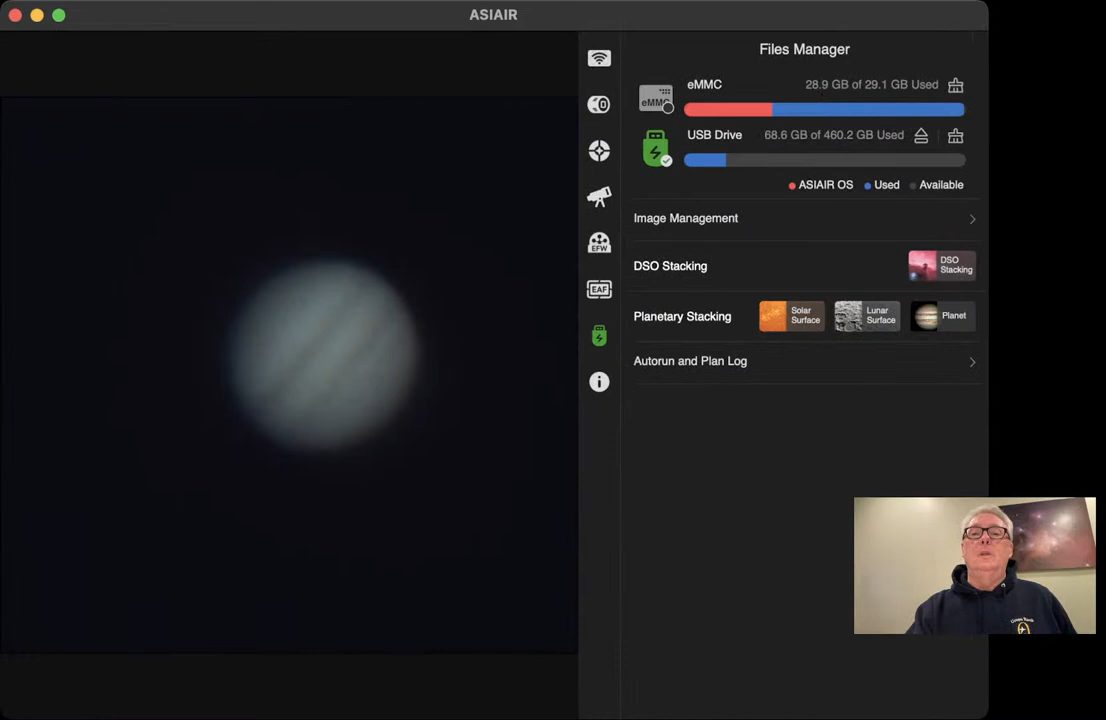 ASIAIR
Files Manager
eMMC
28.9 GB of 29.1 GB Used
eMMC
USB Drive
68.6 GB of 460.2 GB Used
ASIAIR OS
Used
Available
Image Management
DSO Stacking
DSO
Stacking
Planetary Stacking
Solar
Surface
Lunar
Surface
Planet
Autorun and Plan Log
EFW
EAF